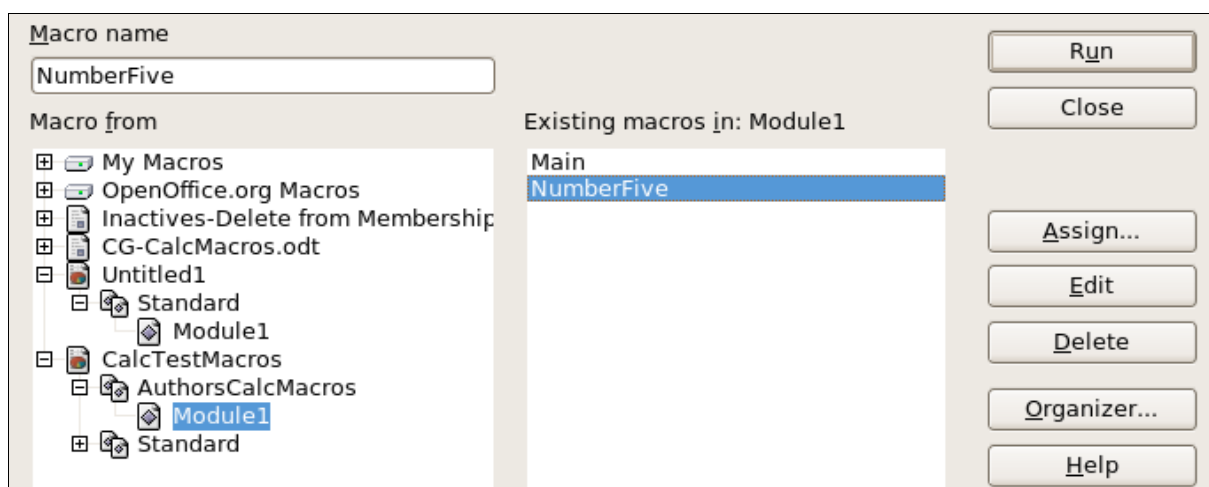 Macro name
NumberFive
Macro from
My Macros
OpenOffice.org Macros
Inactives-Delete from Membership
CG-CalcMacros.odt
Untitled1
Standard
Module1
CalcTestMacros
AuthorsCalcMacros
Module1
Standard
Existing macros in: Module1
Main
NumberFive
Run
Close
Assign...
Edit
Delete
Organizer...
Help